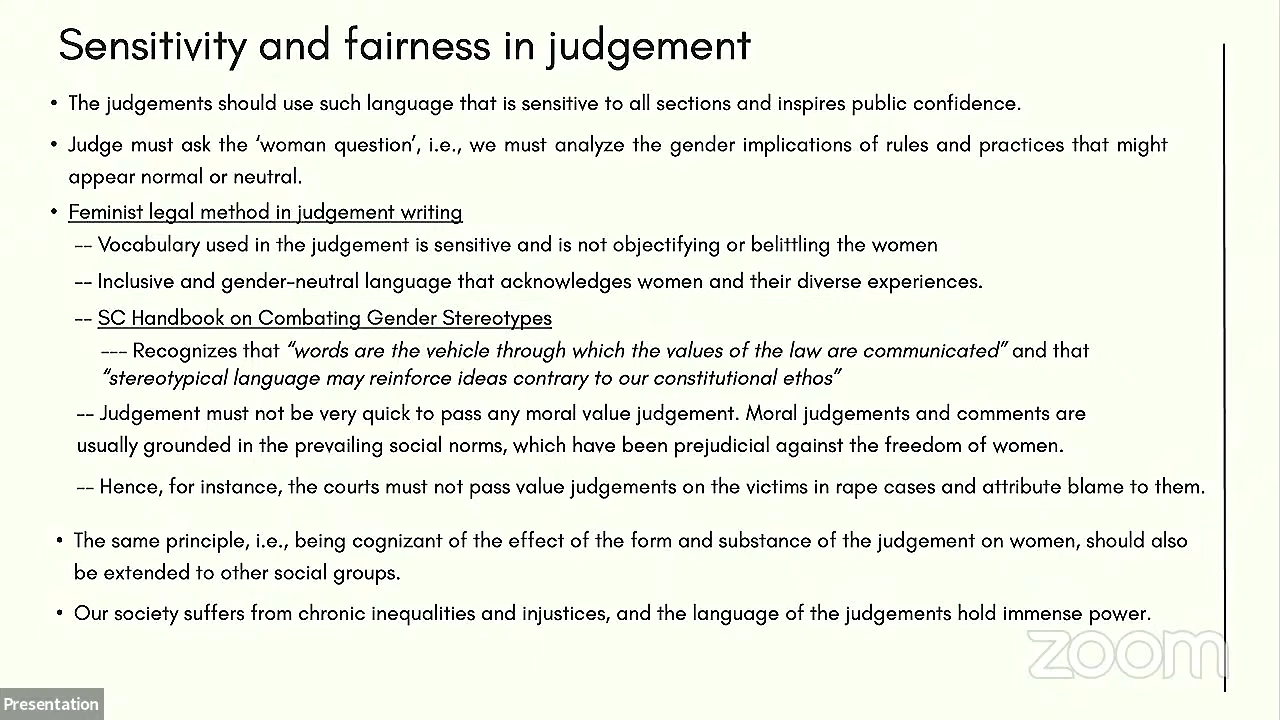 Sensitivity and fairness in judgement
• The judgements should use such language that is sensitive to all sections and inspires public confidence.
• Judge must ask the ‘woman question’, i.e., we must analyze the gender implications of rules and practices that might
appear normal or neutral.
• Feminist legal method in judgement writing
-- Vocabulary used in the judgement is sensitive and is not objectifying or belittling the women
-- Inclusive and gender-neutral language that acknowledges women and their diverse experiences.
-- SC Handbook on Combating Gender Stereotypes
--- Recognizes that “words are the vehicle through which the values of the law are communicated” and that
“stereotypical language may reinforce ideas contrary to our constitutional ethos”
-- Judgement must not be very quick to pass any moral value judgement. Moral judgements and comments are
usually grounded in the prevailing social norms, which have been prejudicial against the freedom of women.
-- Hence, for instance, the courts must not pass value judgements on the victims in rape cases and attribute blame to them.
• The same principle, i.e., being cognizant of the effect of the form and substance of the judgement on women, should also
be extended to other social groups.
• Our society suffers from chronic inequalities and injustices, and the language of the judgements hold immense power.
zoom
Presentation